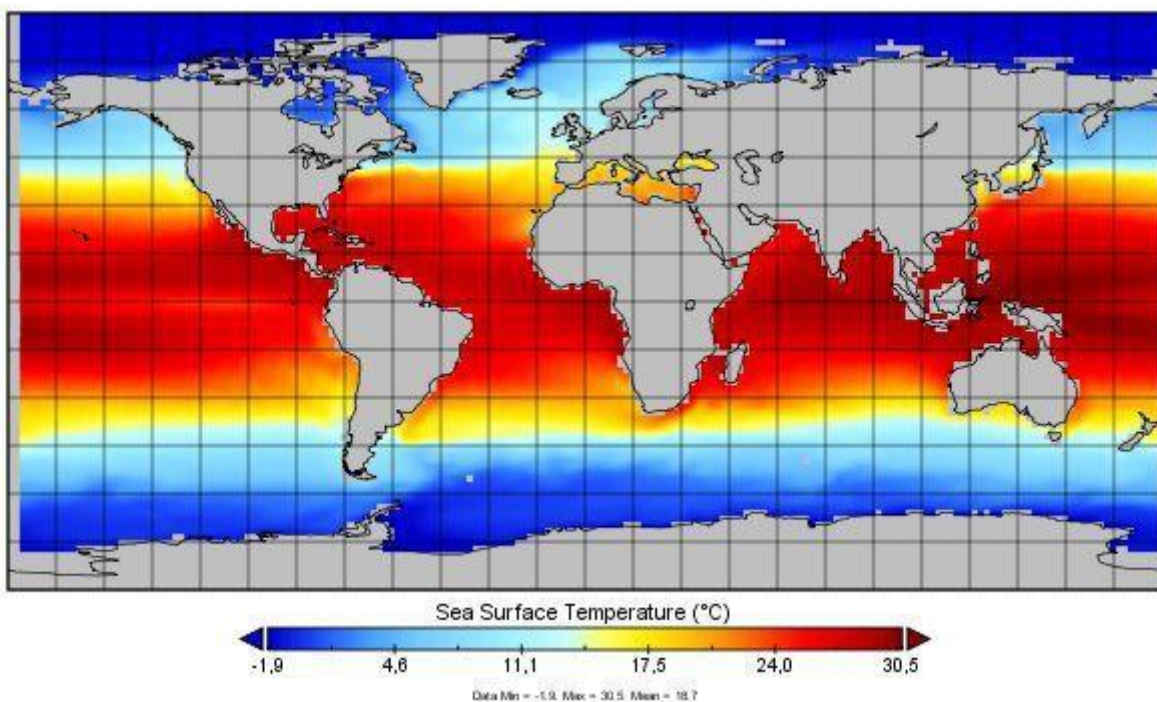 Sea Surface Temperature (°C)
-1,9 4,6 11,1 17,5 24,0 30,5
Data Min = -1.9. Max = 30.5. Mean = 18.7